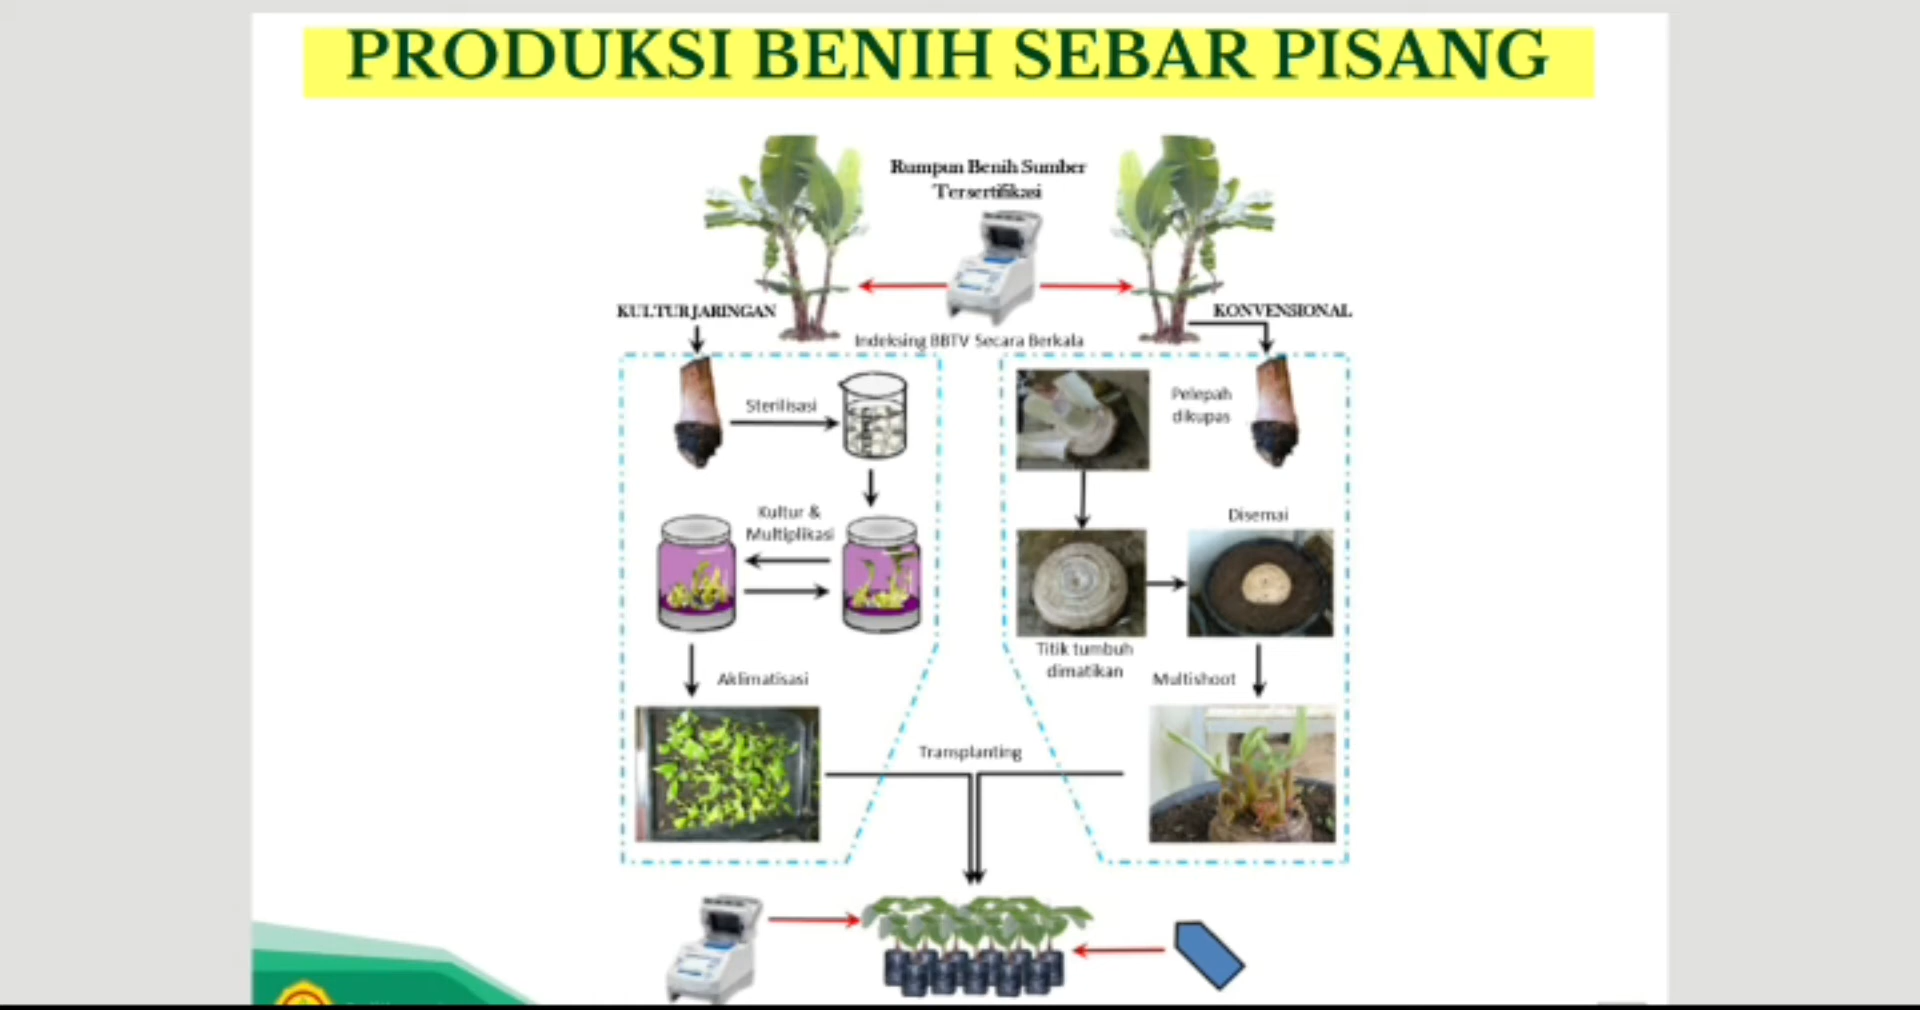 PRODUKSI BENIH SEBAR PISANG
Rumpun Benih Sumber
Tersertifikasi
KULTUR JARINGAN
KONVENSIONAL
Indeksing BBTV Secara Berkala
Sterilisasi
Pelepah
dikupas
Kultur &
Multiplikasi
Disemai
Titik tumbuh
dimatikan
Aklimatisasi
Multishoot
Transplanting